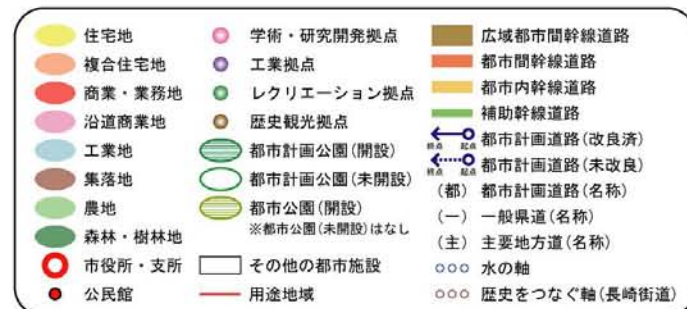 住宅地
複合住宅地
商業・業務地
沿道商業地
工業地
集落地
農地
森林・樹林地
市役所・支所
公民館
学術・研究開発拠点
工業拠点
レクリエーション拠点
歴史観光拠点
都市計画公園(開設)
都市計画公園(未開設)
都市公園(開設)
※都市公園(未開設)はなし
その他の都市施設
用途地域
広域都市間幹線道路
都市間幹線道路
都市内幹線道路
補助幹線道路
終点 起点 都市計画道路(改良済)
終点 起点 都市計画道路(未改良)
(都) 都市計画道路(名称)
(一) 一般県道(名称)
(主) 主要地方道(名称)
水の軸
歴史をつなぐ軸(長崎街道)